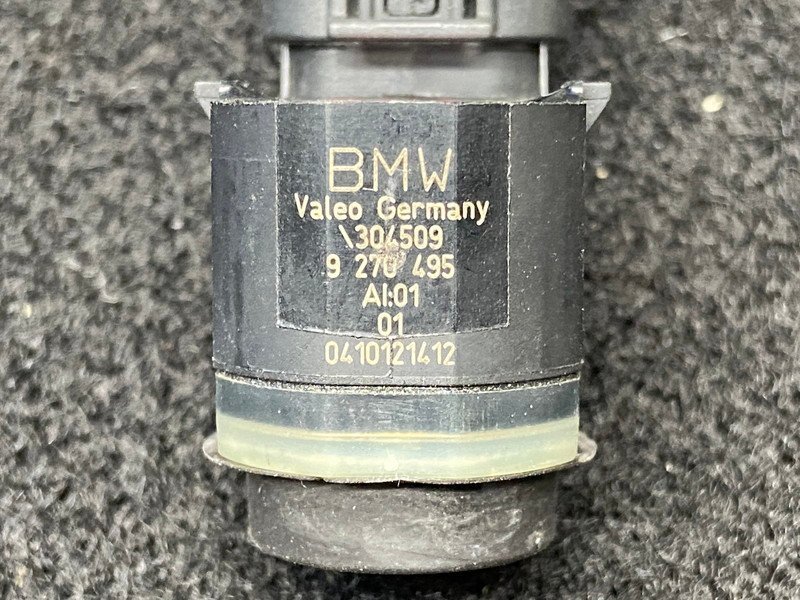 BMW
Valeo Germany
\304509
9 270 495
AI:01
01
0410121412